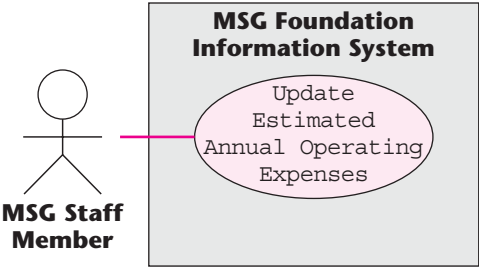 MSG Foundation
Information System
Update
Estimated
Annual Operating
Expenses
MSG Staff
Member